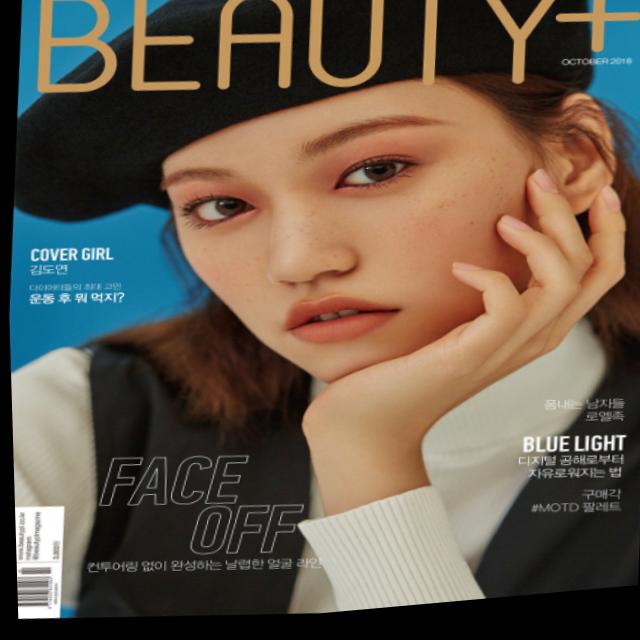 BEAUTY+
OCTOBER 2018
COVER GIRL
김도연
다이어터들의 최대 고민
운동 후 뭐 먹지?
몸내는 남자들
로엘족
BLUE LIGHT
디지털 공해로부터
자유로워지는 법
구매각
#MOTD 팔레트
FACE
OFF
컨투어링 없이 완성하는 날렵한 얼굴 라인